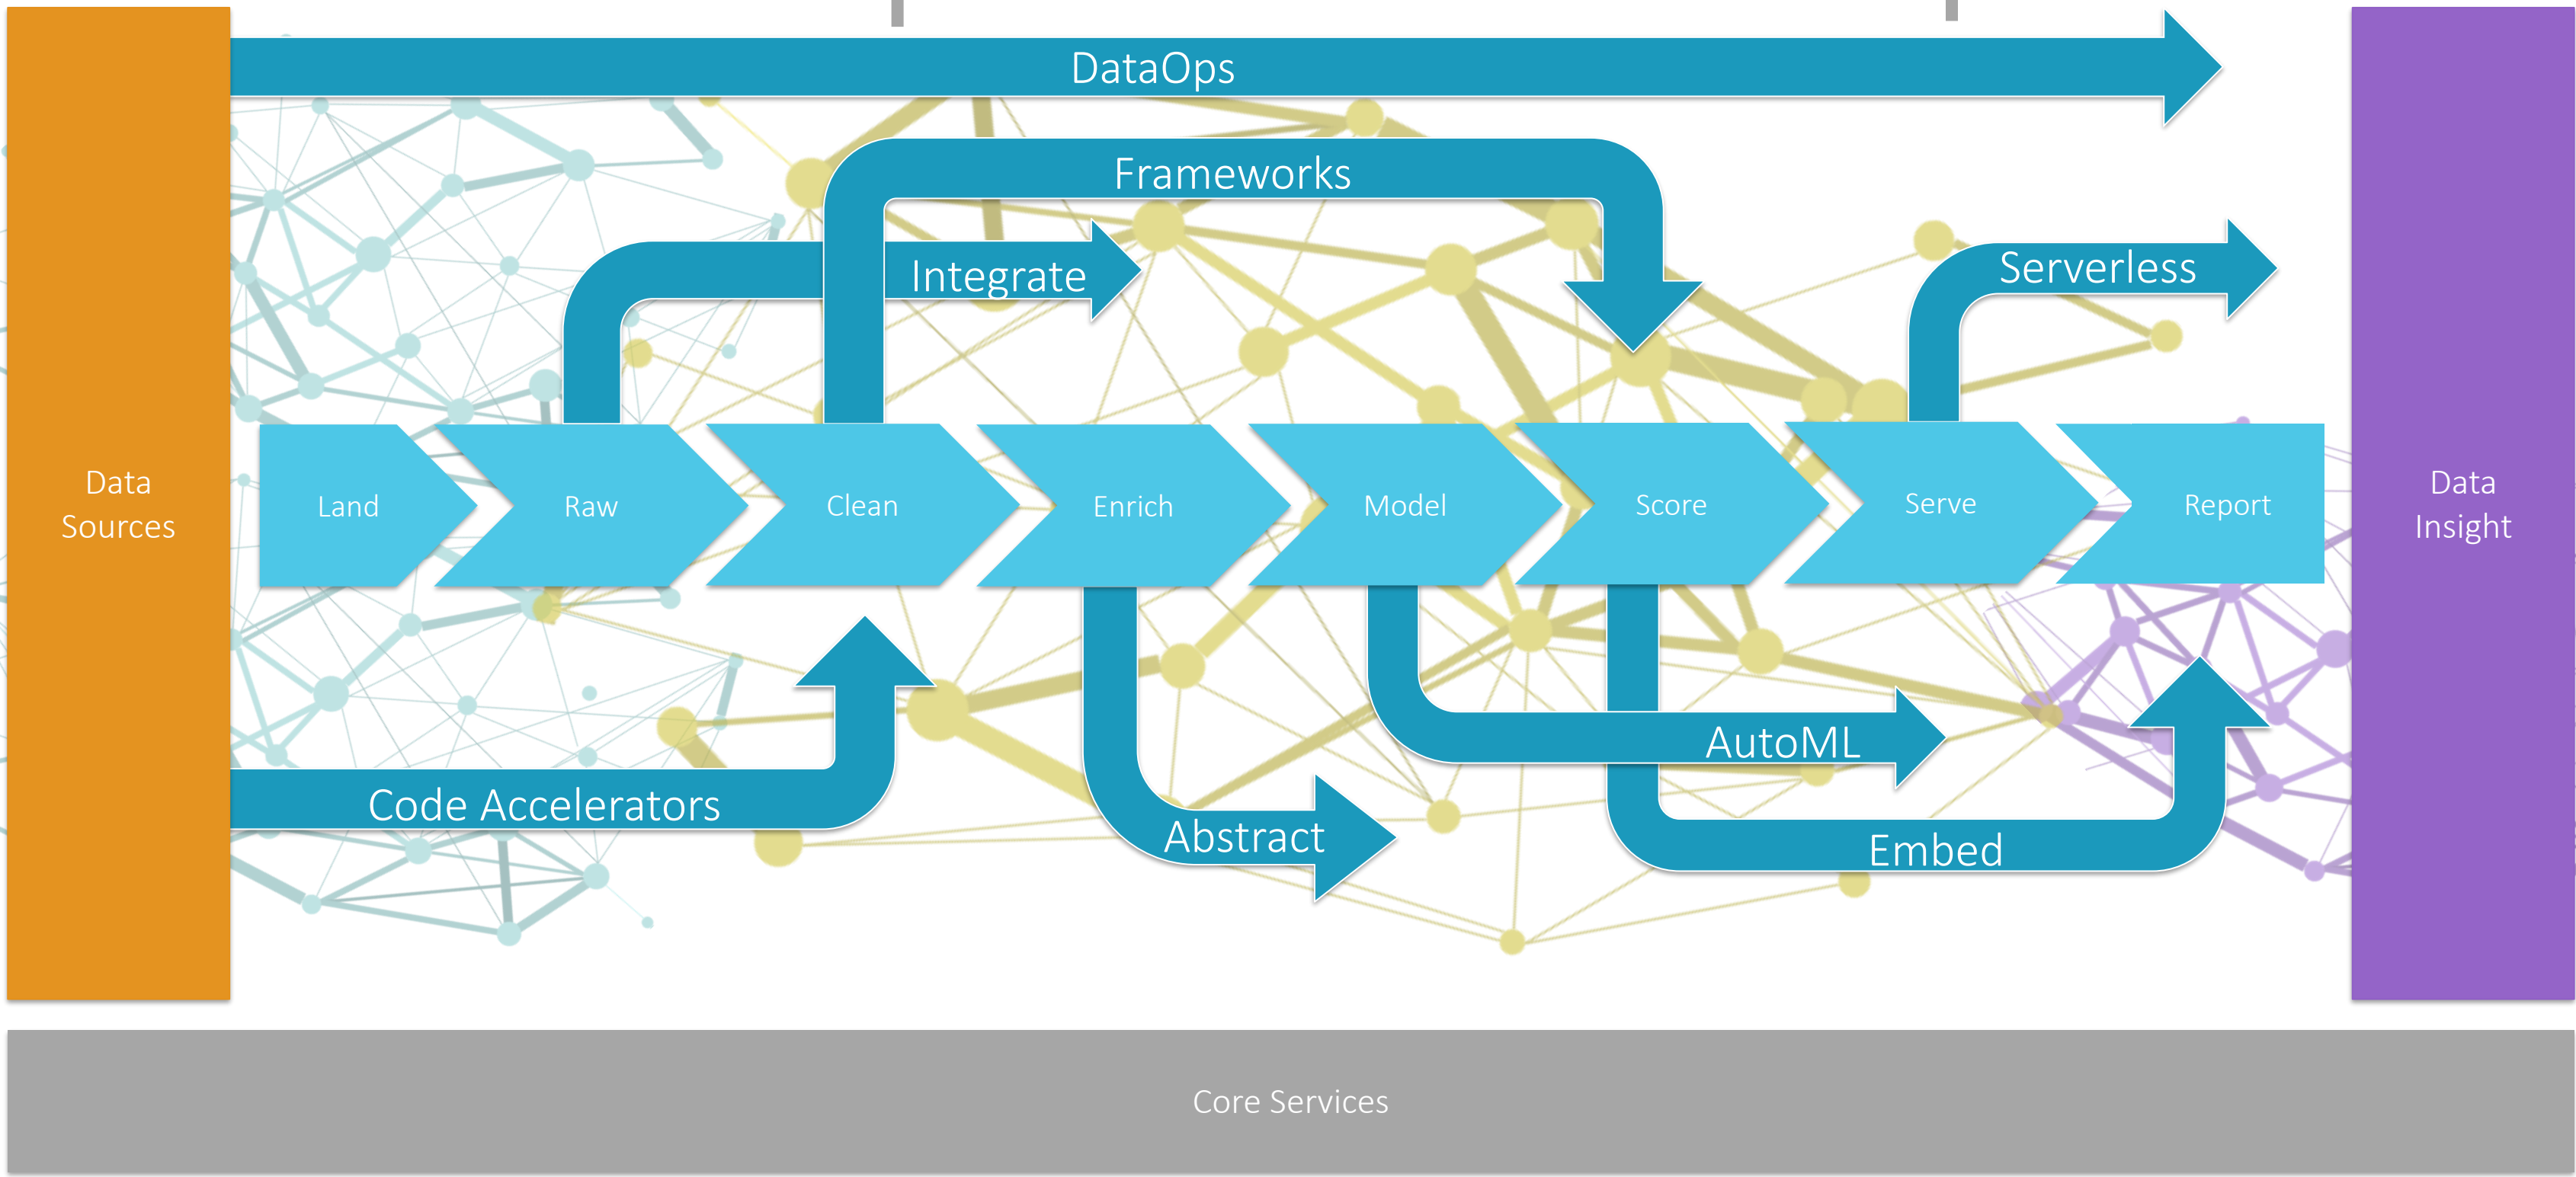 DataOps
Frameworks
Integrate
Serverless
Data
Sources
Land
Raw
Clean
Enrich
Model
Score
Serve
Report
Data
Insight
AutoML
Code Accelerators
Abstract
Embed
Core Services